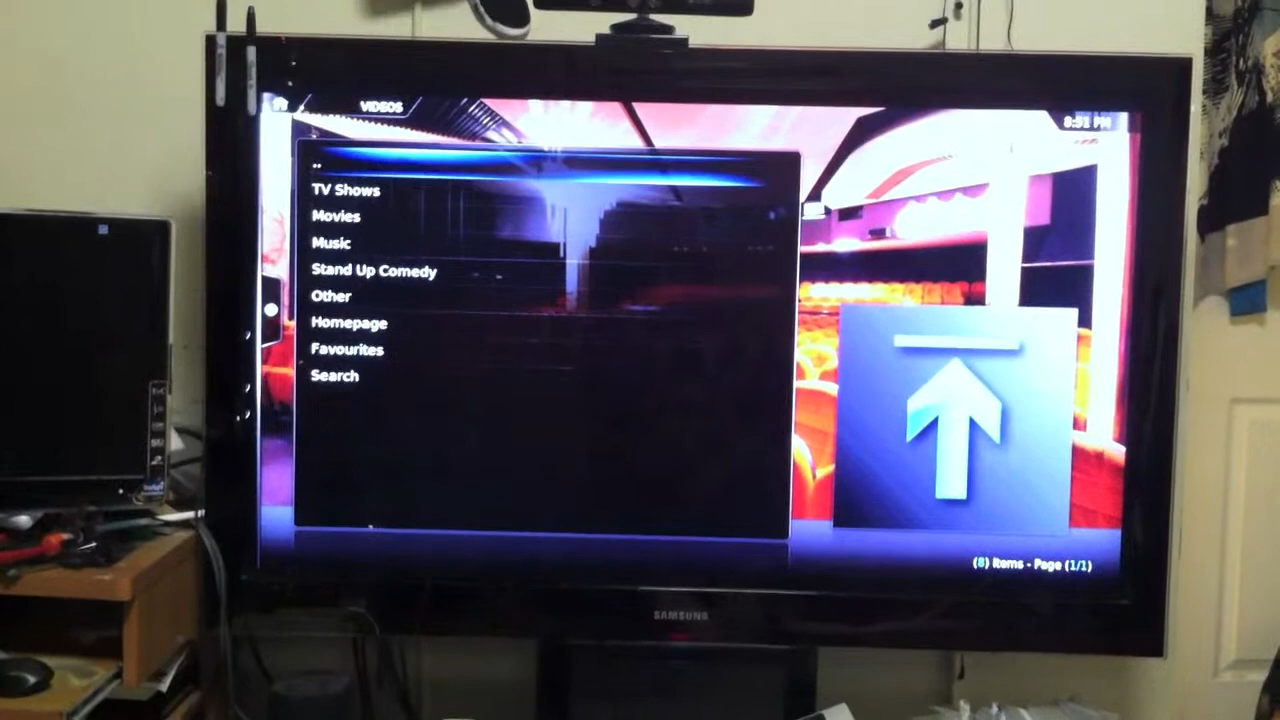 VIDEOS
8:51 PM
..
TV Shows
Movies
Music
Stand Up Comedy
Other
Homepage
Favourites
Search
(8) Items - Page (1/1)
SAMSUNG